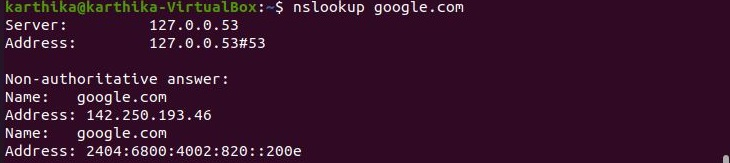 karthika@karthika-VirtualBox:~$ nslookup google.com
Server:         127.0.0.53
Address:        127.0.0.53#53
Non-authoritative answer:
Name:   google.com
Address: 142.250.193.46
Name:   google.com
Address: 2404:6800:4002:820::200e